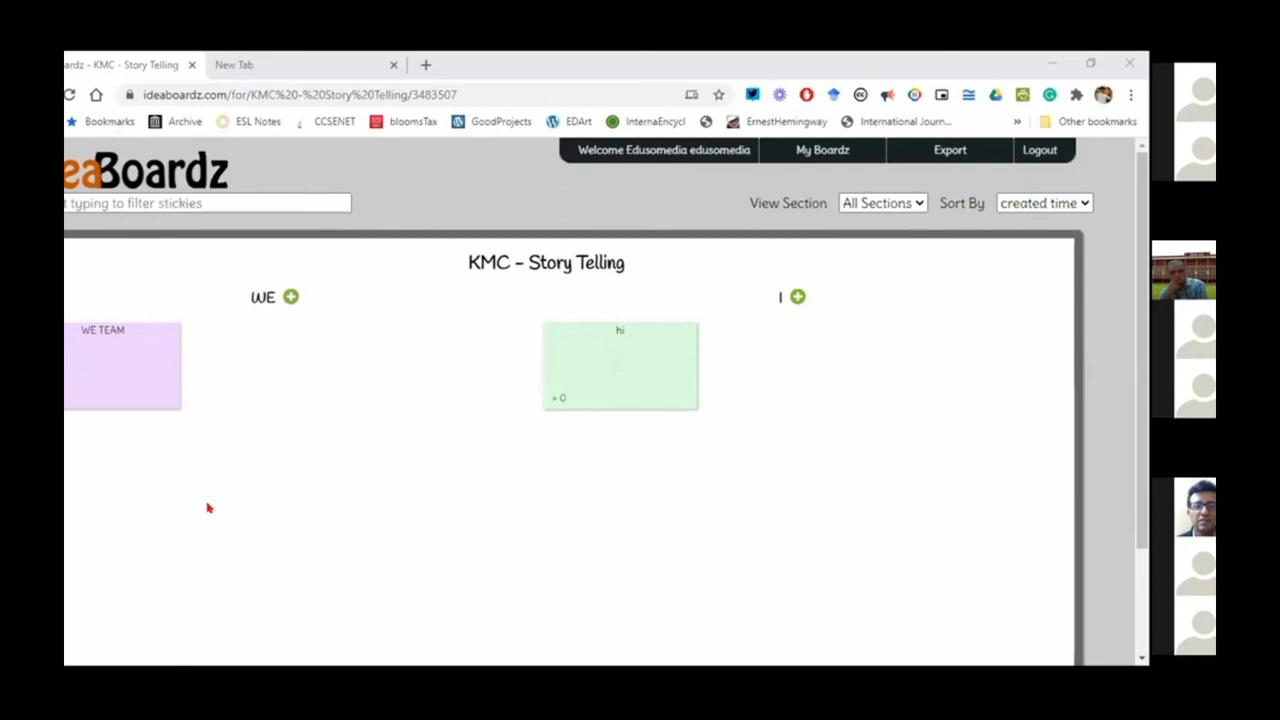 ardz - KMC - Story Telling
New Tab
ideaboardz.com/for/KMC%20-%20Story%20Telling/3483507
Bookmarks
Archive
ESL Notes
CCSENET
bloomsTax
GoodProjects
EDArt
InternaEncycl
ErnestHemingway
International Journ...
Other bookmarks
eaBoardz
Welcome Edusomedia edusomedia
My Boardz
Export
Logout
t typing to filter stickies
View Section
All Sections
Sort By
created time
KMC - Story Telling
WE
I
WE TEAM
hi
+ 0